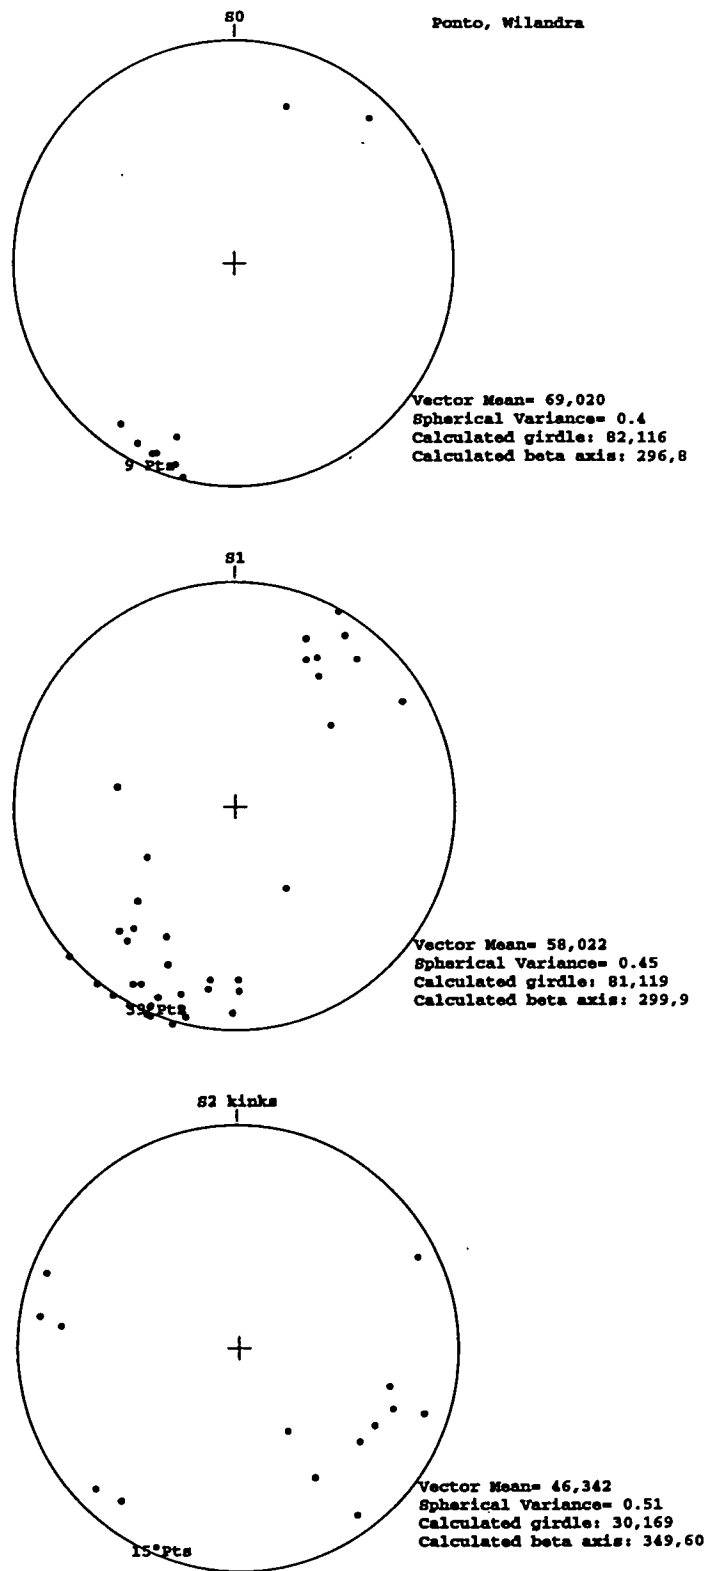 S0
Ponto, Wilandra
Vector Mean= 69,020
Spherical Variance= 0.4
Calculated girdle: 82,116
Calculated beta axis: 296,8
9 Pts
S1
Vector Mean= 58,022
Spherical Variance= 0.45
Calculated girdle: 81,119
Calculated beta axis: 299,9
39 Pts
S2 kinks
Vector Mean= 46,342
Spherical Variance= 0.51
Calculated girdle: 30,169
Calculated beta axis: 349,60
15 Pts